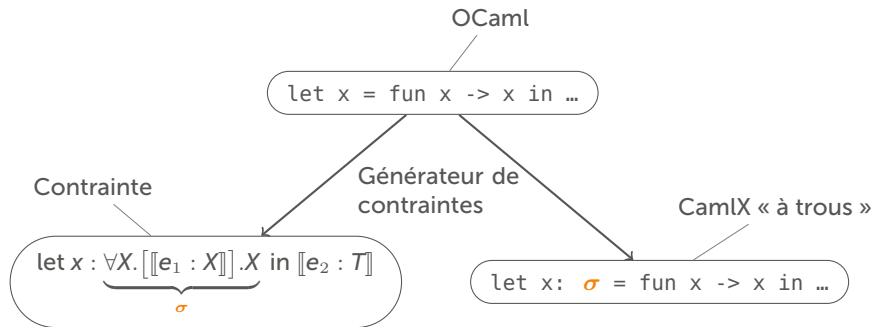 OCaml
let x = fun x -> x in …
Contrainte
Générateur de
contraintes
CamlX « à trous »
let x : ∀X.[⟦e₁ : X⟧].X in ⟦e₂ : T⟧
σ
let x: σ = fun x -> x in …